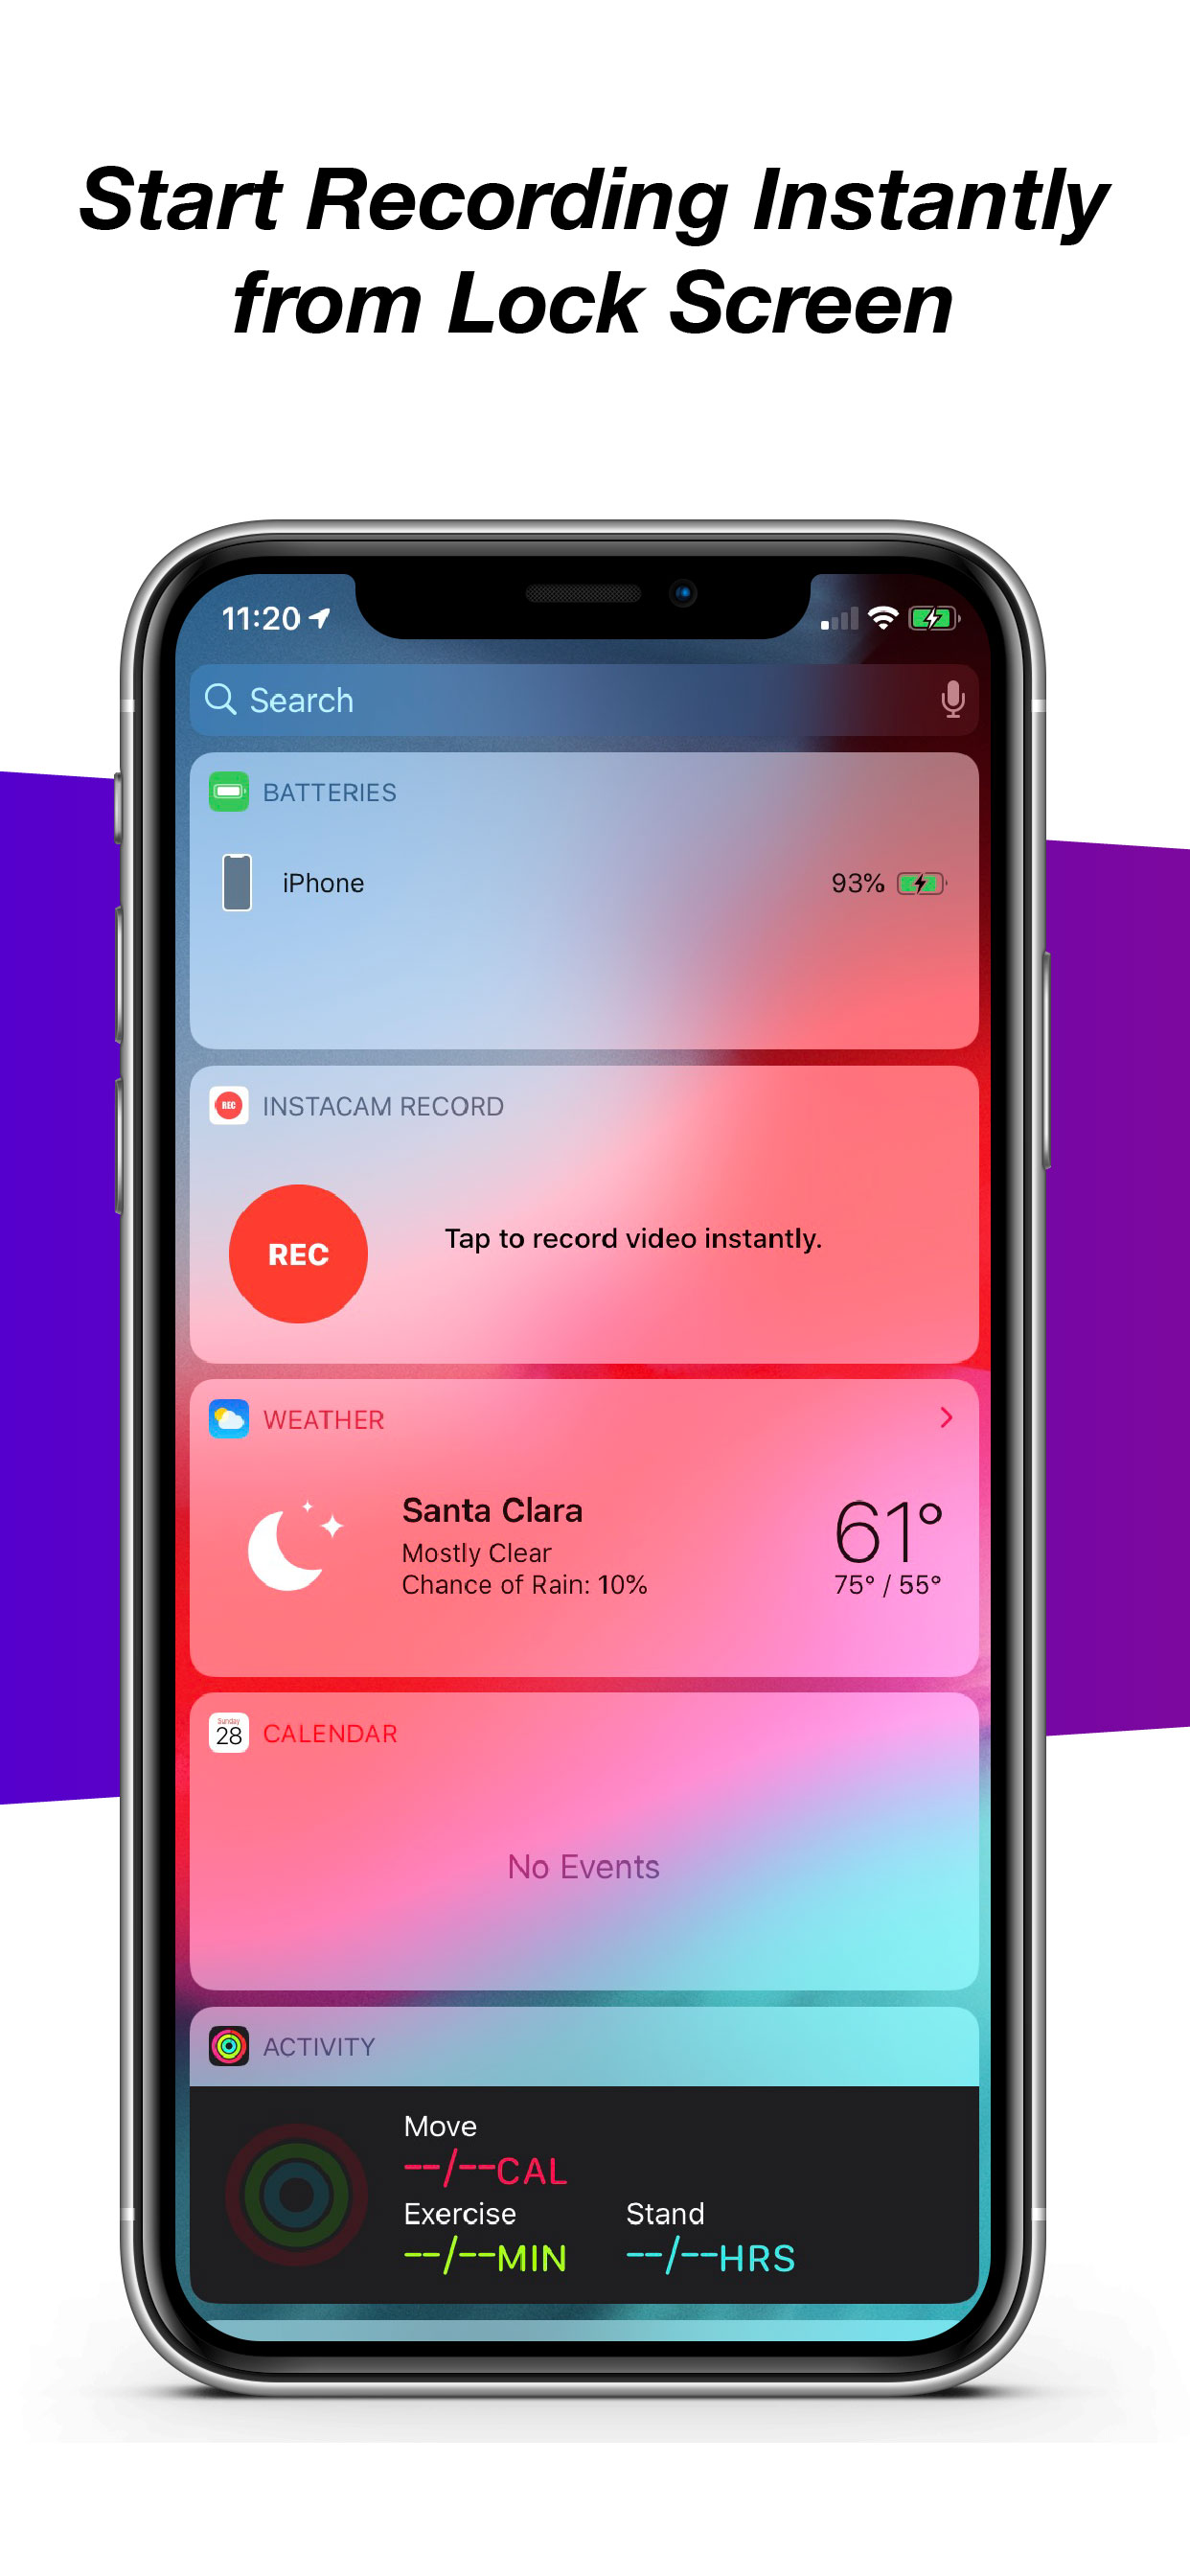 Start Recording Instantly
from Lock Screen
11:20
Search
BATTERIES
iPhone
93%
REC
INSTACAM RECORD
REC
Tap to record video instantly.
WEATHER
Santa Clara
Mostly Clear
Chance of Rain: 10%
61°
75° / 55°
Sunday
28
CALENDAR
No Events
ACTIVITY
Move
--/--CAL
Exercise
--/--MIN
Stand
--/--HRS